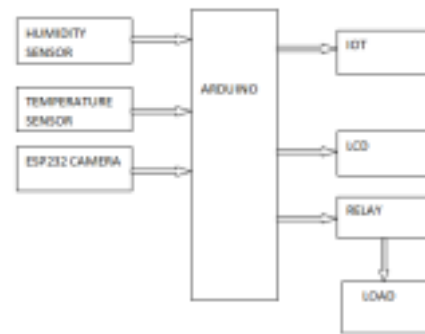 HUMIDITY
SENSOR
TEMPERATURE
SENSOR
ESP232 CAMERA
ARDUINO
IOT
LCD
RELAY
LOAD